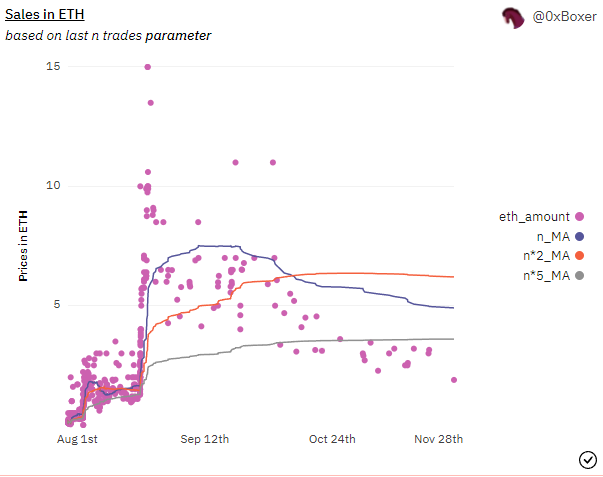 Sales in ETH
@0xBoxer
based on last n trades parameter
15
10
5
Prices in ETH
eth_amount
n_MA
n*2_MA
n*5_MA
Aug 1st
Sep 12th
Oct 24th
Nov 28th